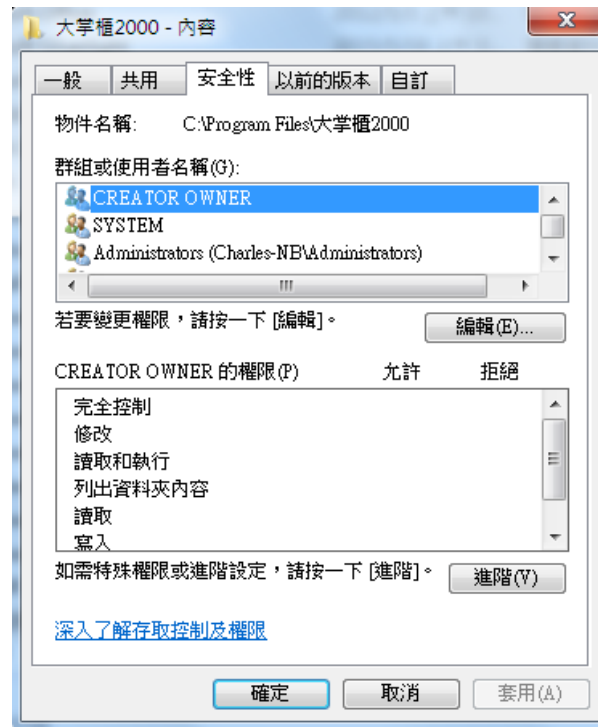 大掌櫃2000 - 內容
一般 共用 安全性 以前的版本 自訂
物件名稱: C:\Program Files\大掌櫃2000
群組或使用者名稱(G):
CREATOR OWNER
SYSTEM
Administrators (Charles-NB\Administrators)
若要變更權限，請按一下 [編輯]。 編輯(E)...
CREATOR OWNER 的權限(P) 允許 拒絕
完全控制
修改
讀取和執行
列出資料夾內容
讀取
寫入
如需特殊權限或進階設定，請按一下 [進階]。 進階(V)
深入了解存取控制及權限
確定 取消 套用(A)